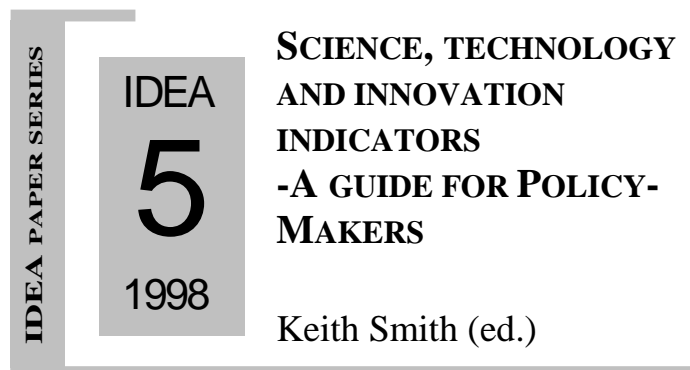 IDEA PAPER SERIES
IDEA
5
1998
SCIENCE, TECHNOLOGY
AND INNOVATION
INDICATORS
-A GUIDE FOR POLICY-
MAKERS
Keith Smith (ed.)